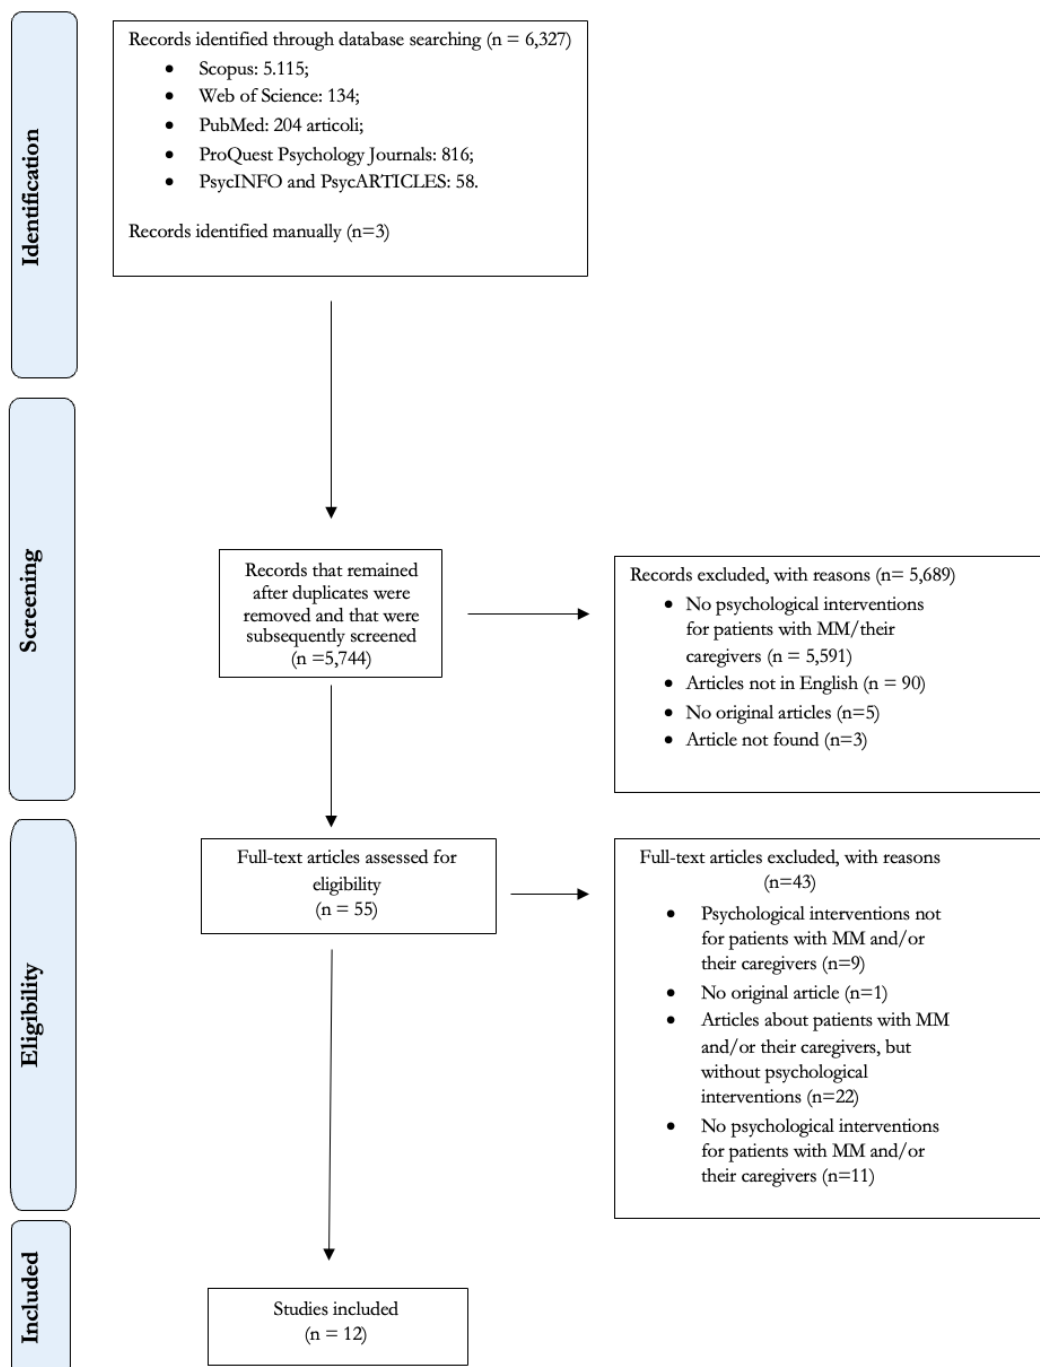 Identification
Records identified through database searching (n = 6,327)
• Scopus: 5.115;
• Web of Science: 134;
• PubMed: 204 articoli;
• ProQuest Psychology Journals: 816;
• PsycINFO and PsycARTICLES: 58.
Records identified manually (n=3)
Screening
Records that remained
after duplicates were
removed and that were
subsequently screened
(n =5,744)
Records excluded, with reasons (n= 5,689)
• No psychological interventions
for patients with MM/their
caregivers (n = 5,591)
• Articles not in English (n = 90)
• No original articles (n=5)
• Article not found (n=3)
Eligibility
Full-text articles assessed for
eligibility
(n = 55)
Full-text articles excluded, with reasons
(n=43)
• Psychological interventions not
for patients with MM and/or
their caregivers (n=9)
• No original article (n=1)
• Articles about patients with MM
and/or their caregivers, but
without psychological
interventions (n=22)
• No psychological interventions
for patients with MM and/or
their caregivers (n=11)
Included
Studies included
(n = 12)